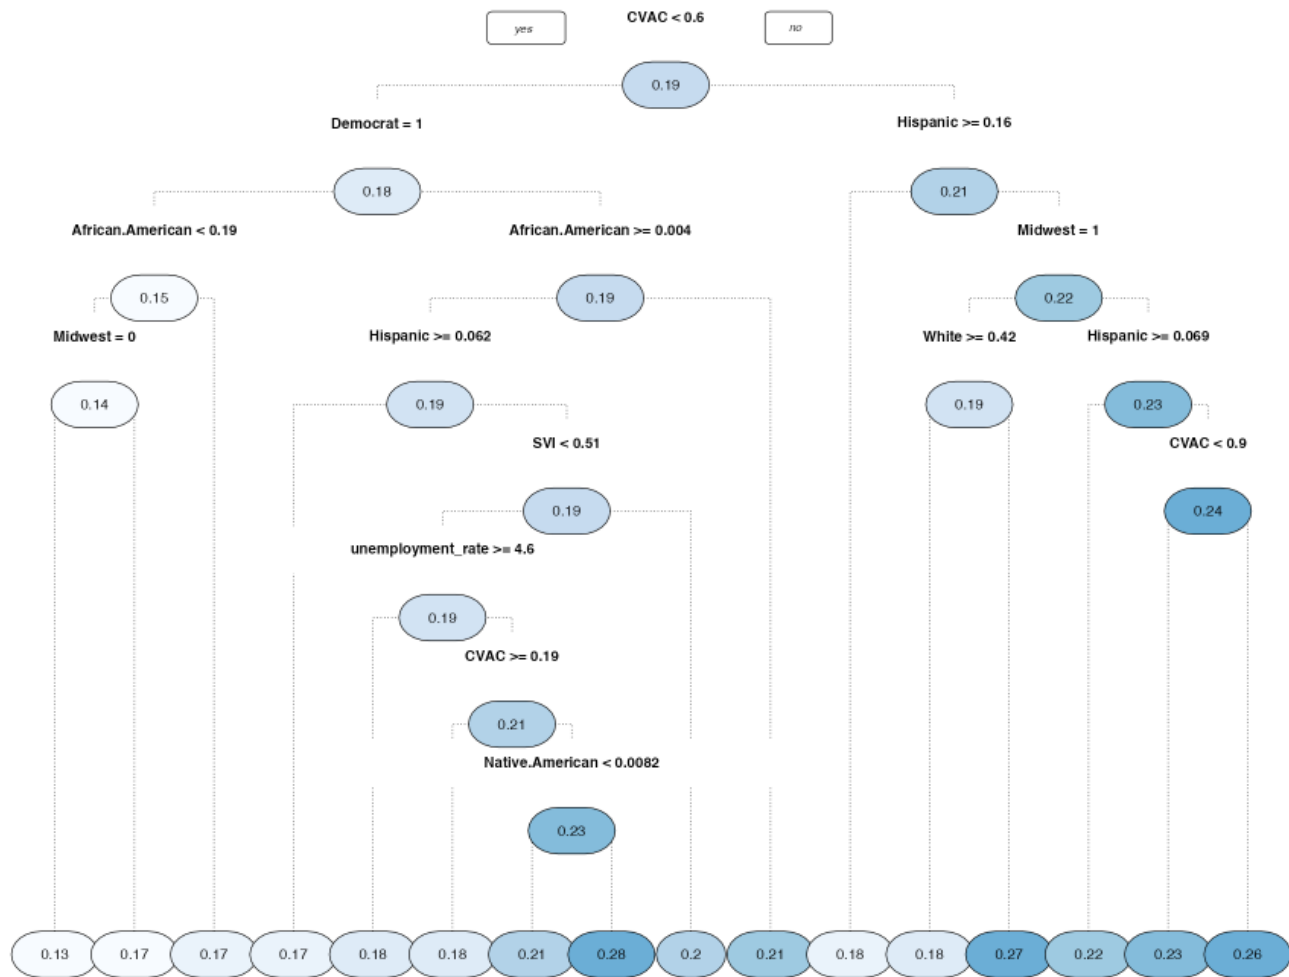 CVAC < 0.6
yes
no
0.19
Democrat = 1
Hispanic >= 0.16
0.18
0.21
African.American < 0.19
African.American >= 0.004
Midwest = 1
0.15
0.19
0.22
Midwest = 0
Hispanic >= 0.062
White >= 0.42
Hispanic >= 0.069
0.14
0.19
0.19
0.23
SVI < 0.51
CVAC < 0.9
0.19
0.24
unemployment_rate >= 4.6
0.19
CVAC >= 0.19
0.21
Native.American < 0.0082
0.23
0.13
0.17
0.17
0.17
0.18
0.18
0.21
0.28
0.2
0.21
0.18
0.18
0.27
0.22
0.23
0.26